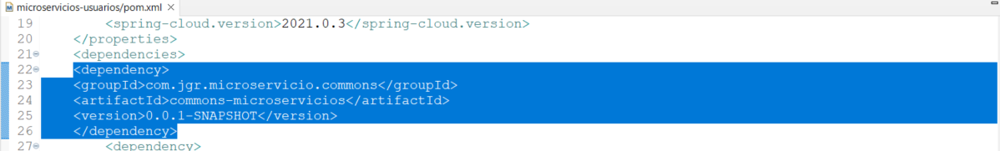 microservicios-usuarios/pom.xml
19 <spring-cloud.version>2021.0.3</spring-cloud.version>
20 </properties>
21 <dependencies>
22 <dependency>
23 <groupId>com.jgr.microservicio.commons</groupId>
24 <artifactId>commons-microservicios</artifactId>
25 <version>0.0.1-SNAPSHOT</version>
26 </dependency>
27 <dependency>